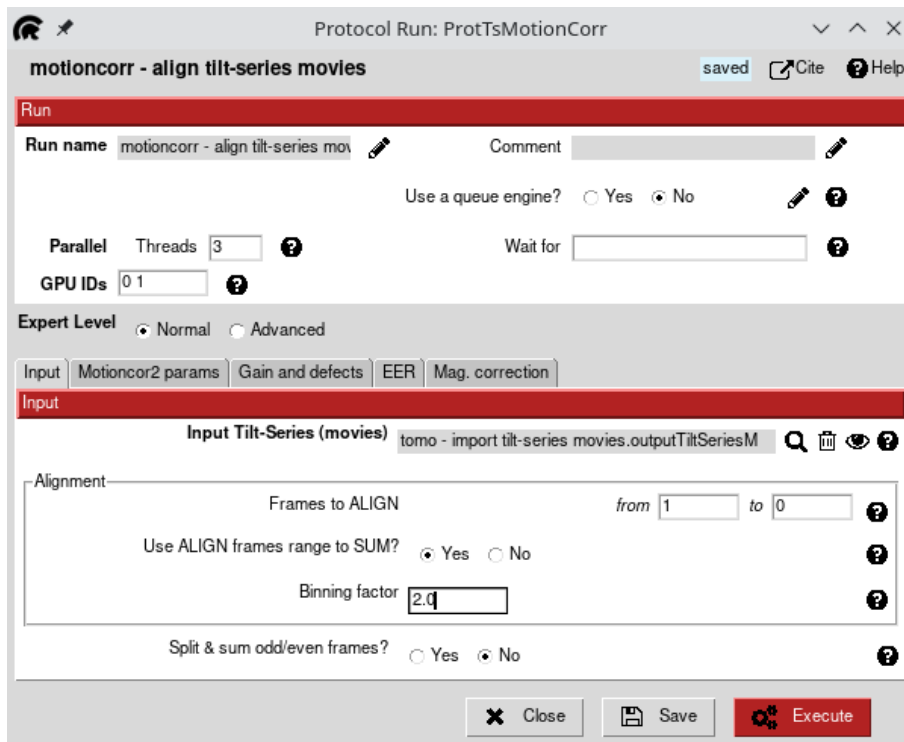 Protocol Run: ProtTsMotionCorr
motioncorr - align tilt-series movies saved Cite Help
Run
Run name motioncorr - align tilt-series mov Comment
Use a queue engine? Yes No
Parallel Threads 3 Wait for
GPU IDs 0 1
Expert Level Normal Advanced
Input Motioncor2 params Gain and defects EER Mag. correction
Input
Input Tilt-Series (movies) tomo - import tilt-series movies.outputTiltSeriesM
Alignment
Frames to ALIGN from 1 to 0
Use ALIGN frames range to SUM? Yes No
Binning factor 2.0
Split & sum odd/even frames? Yes No
Close Save Execute